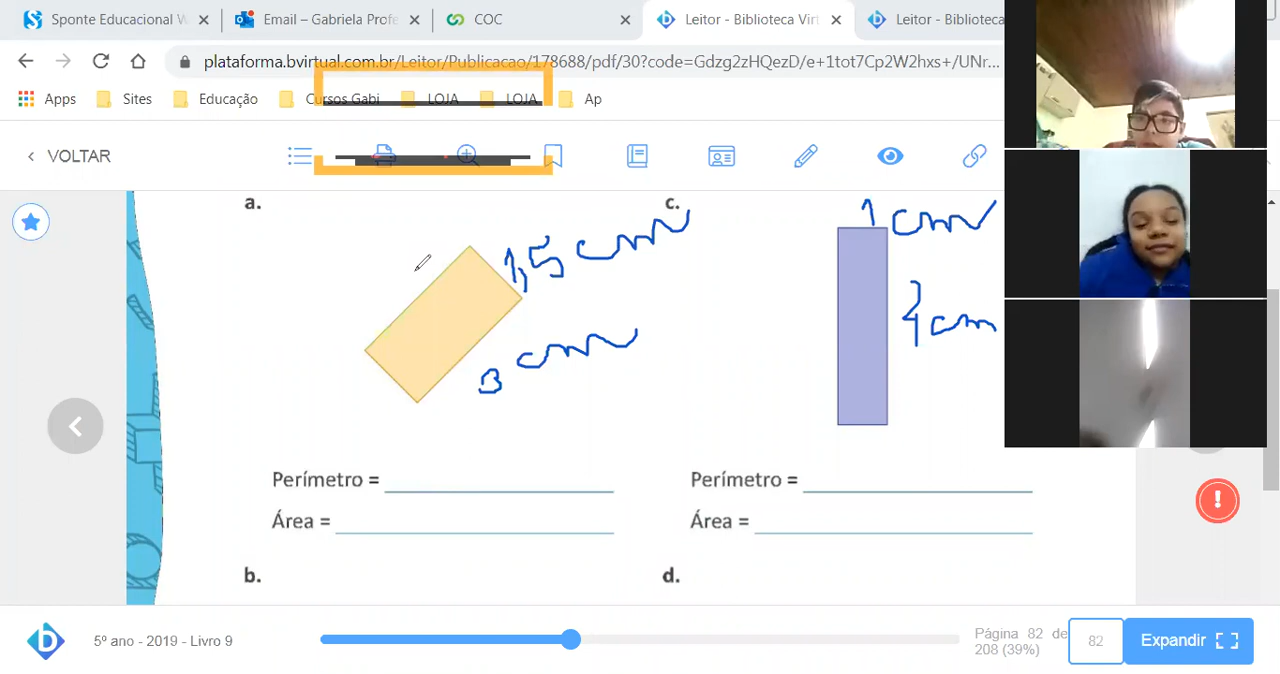 Sponte Educacional W
Email – Gabriela Profe
COC
Leitor - Biblioteca Virt
Leitor - Biblioteca
plataforma.bvirtual.com.br/Leitor/Publicacao/178688/pdf/30?code=Gdzg2zHQezD/e+1tot7Cp2W2hxs+/UNr...
Apps
Sites
Educação
Cursos Gabi
LOJA
LOJA
Ap
VOLTAR
a.
c.
1,5 cm
3 cm
1 cm
4 cm
Perímetro =
Área =
Perímetro =
Área =
b.
d.
5º ano - 2019 - Livro 9
Página 82 de
208 (39%)
82
Expandir